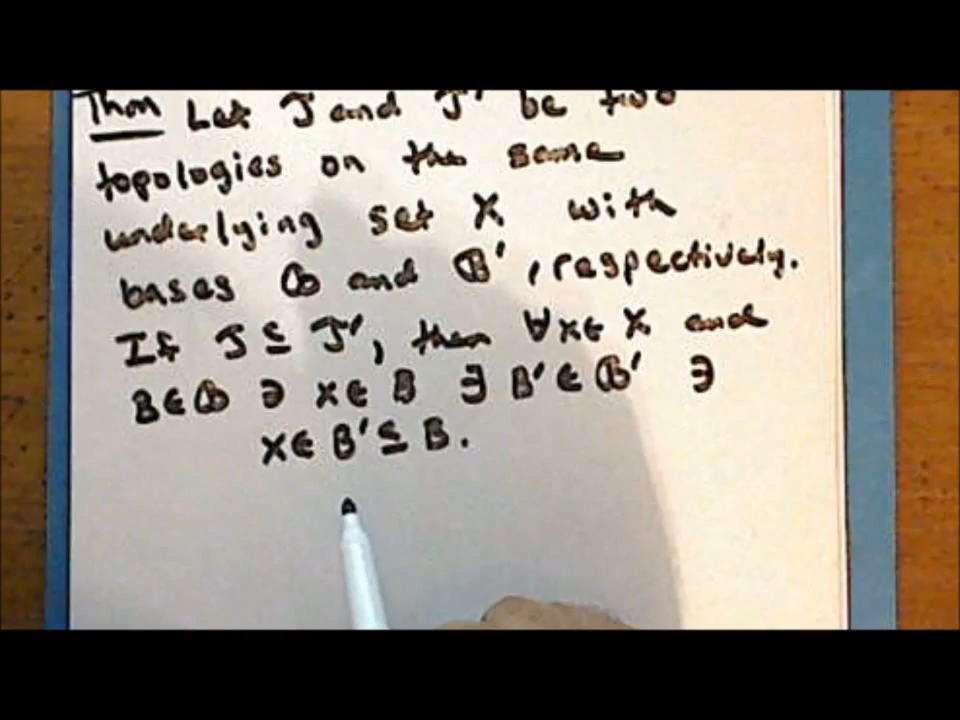 Thm Let 𝒯 and 𝒯' be two
topologies on the same
underlying set X with
bases ℬ and ℬ', respectively.
If 𝒯 ⊆ 𝒯', then ∀x∈ X and
B∈ℬ ∋ x∈ B ∃ B'∈ ℬ' ∋
x∈ B' ⊆ B.